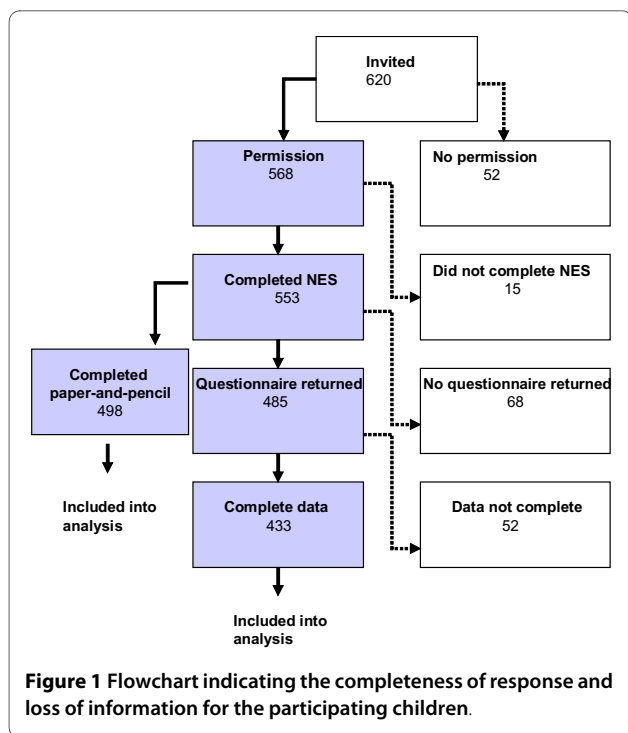 Invited
620
Permission
568
No permission
52
Completed NES
553
Did not complete NES
15
Completed
paper-and-pencil
498
Questionnaire returned
485
No questionnaire returned
68
Included into
analysis
Complete data
433
Data not complete
52
Included into
analysis
Figure 1 Flowchart indicating the completeness of response and
loss of information for the participating children.